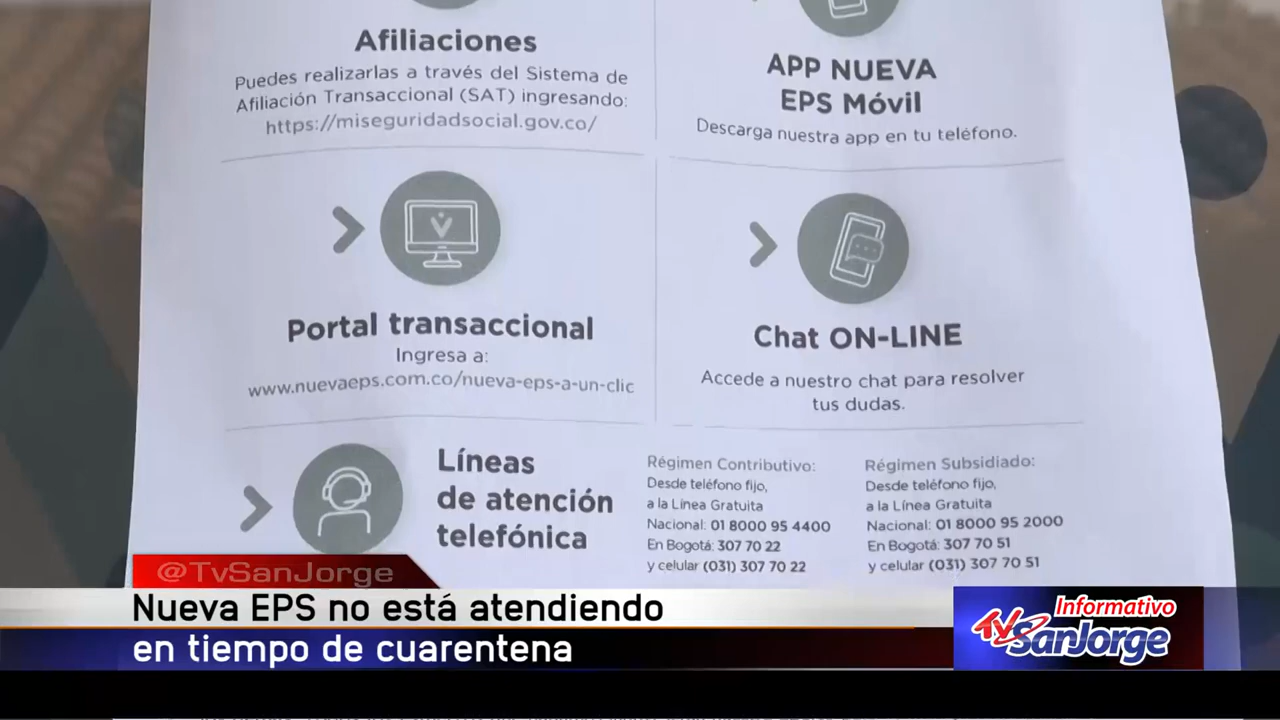 Afiliaciones
Puedes realizarlas a través del Sistema de
Afiliación Transaccional (SAT) ingresando:
https://miseguridadsocial.gov.co/
APP NUEVA
EPS Móvil
Descarga nuestra app en tu teléfono.
Portal transaccional
Ingresa a:
www.nuevaeps.com.co/nueva-eps-a-un-clic
Chat ON-LINE
Accede a nuestro chat para resolver
tus dudas.
Líneas
de atención
telefónica
Régimen Contributivo:
Desde teléfono fijo,
a la Línea Gratuita
Nacional: 01 8000 95 4400
En Bogotá: 307 70 22
y celular (031) 307 70 22
Régimen Subsidiado:
Desde teléfono fijo,
a la Línea Gratuita
Nacional: 01 8000 95 2000
En Bogotá: 307 70 51
y celular (031) 307 70 51
@TvSanJorge
Nueva EPS no está atendiendo
en tiempo de cuarentena
Informativo
TV SanJorge